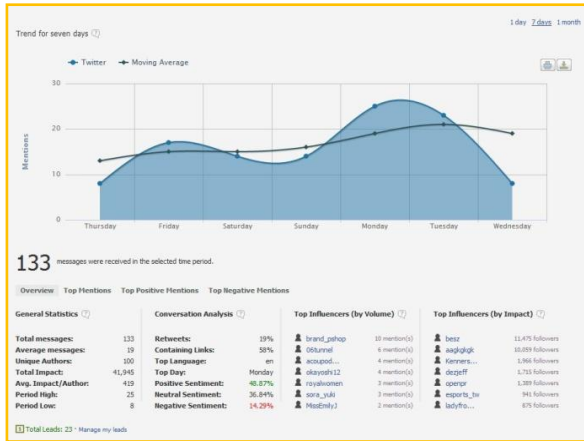 1 day 7 days 1 month
Trend for seven days
Twitter Moving Average
30
20
10
0
Mentions
Thursday Friday Saturday Sunday Monday Tuesday Wednesday
133 messages were received in the selected time period.
Overview Top Mentions Top Positive Mentions Top Negative Mentions
General Statistics
Total messages: 133
Average messages: 19
Unique Authors: 100
Total Impact: 41,945
Avg. Impact/Author: 419
Period High: 25
Period Low: 8
Conversation Analysis
Retweets: 19%
Containing Links: 58%
Top Language: en
Top Day: Monday
Positive Sentiment: 48.87%
Neutral Sentiment: 36.84%
Negative Sentiment: 14.29%
Top Influencers (by Volume)
brand_pshop 10 mention(s)
06tunnel 6 mention(s)
acoupod... 4 mention(s)
okayoshi12 4 mention(s)
royalwomen 3 mention(s)
sora_yuki 3 mention(s)
MissEmilyJ 2 mention(s)
Top Influencers (by Impact)
besz 11,475 followers
aagkgkgk 10,059 followers
Kenners... 1,966 followers
dezjeff 1,715 followers
openpr 1,389 followers
esports_tw 941 followers
ladyfro... 675 followers
Total Leads: 23 - Manage my leads